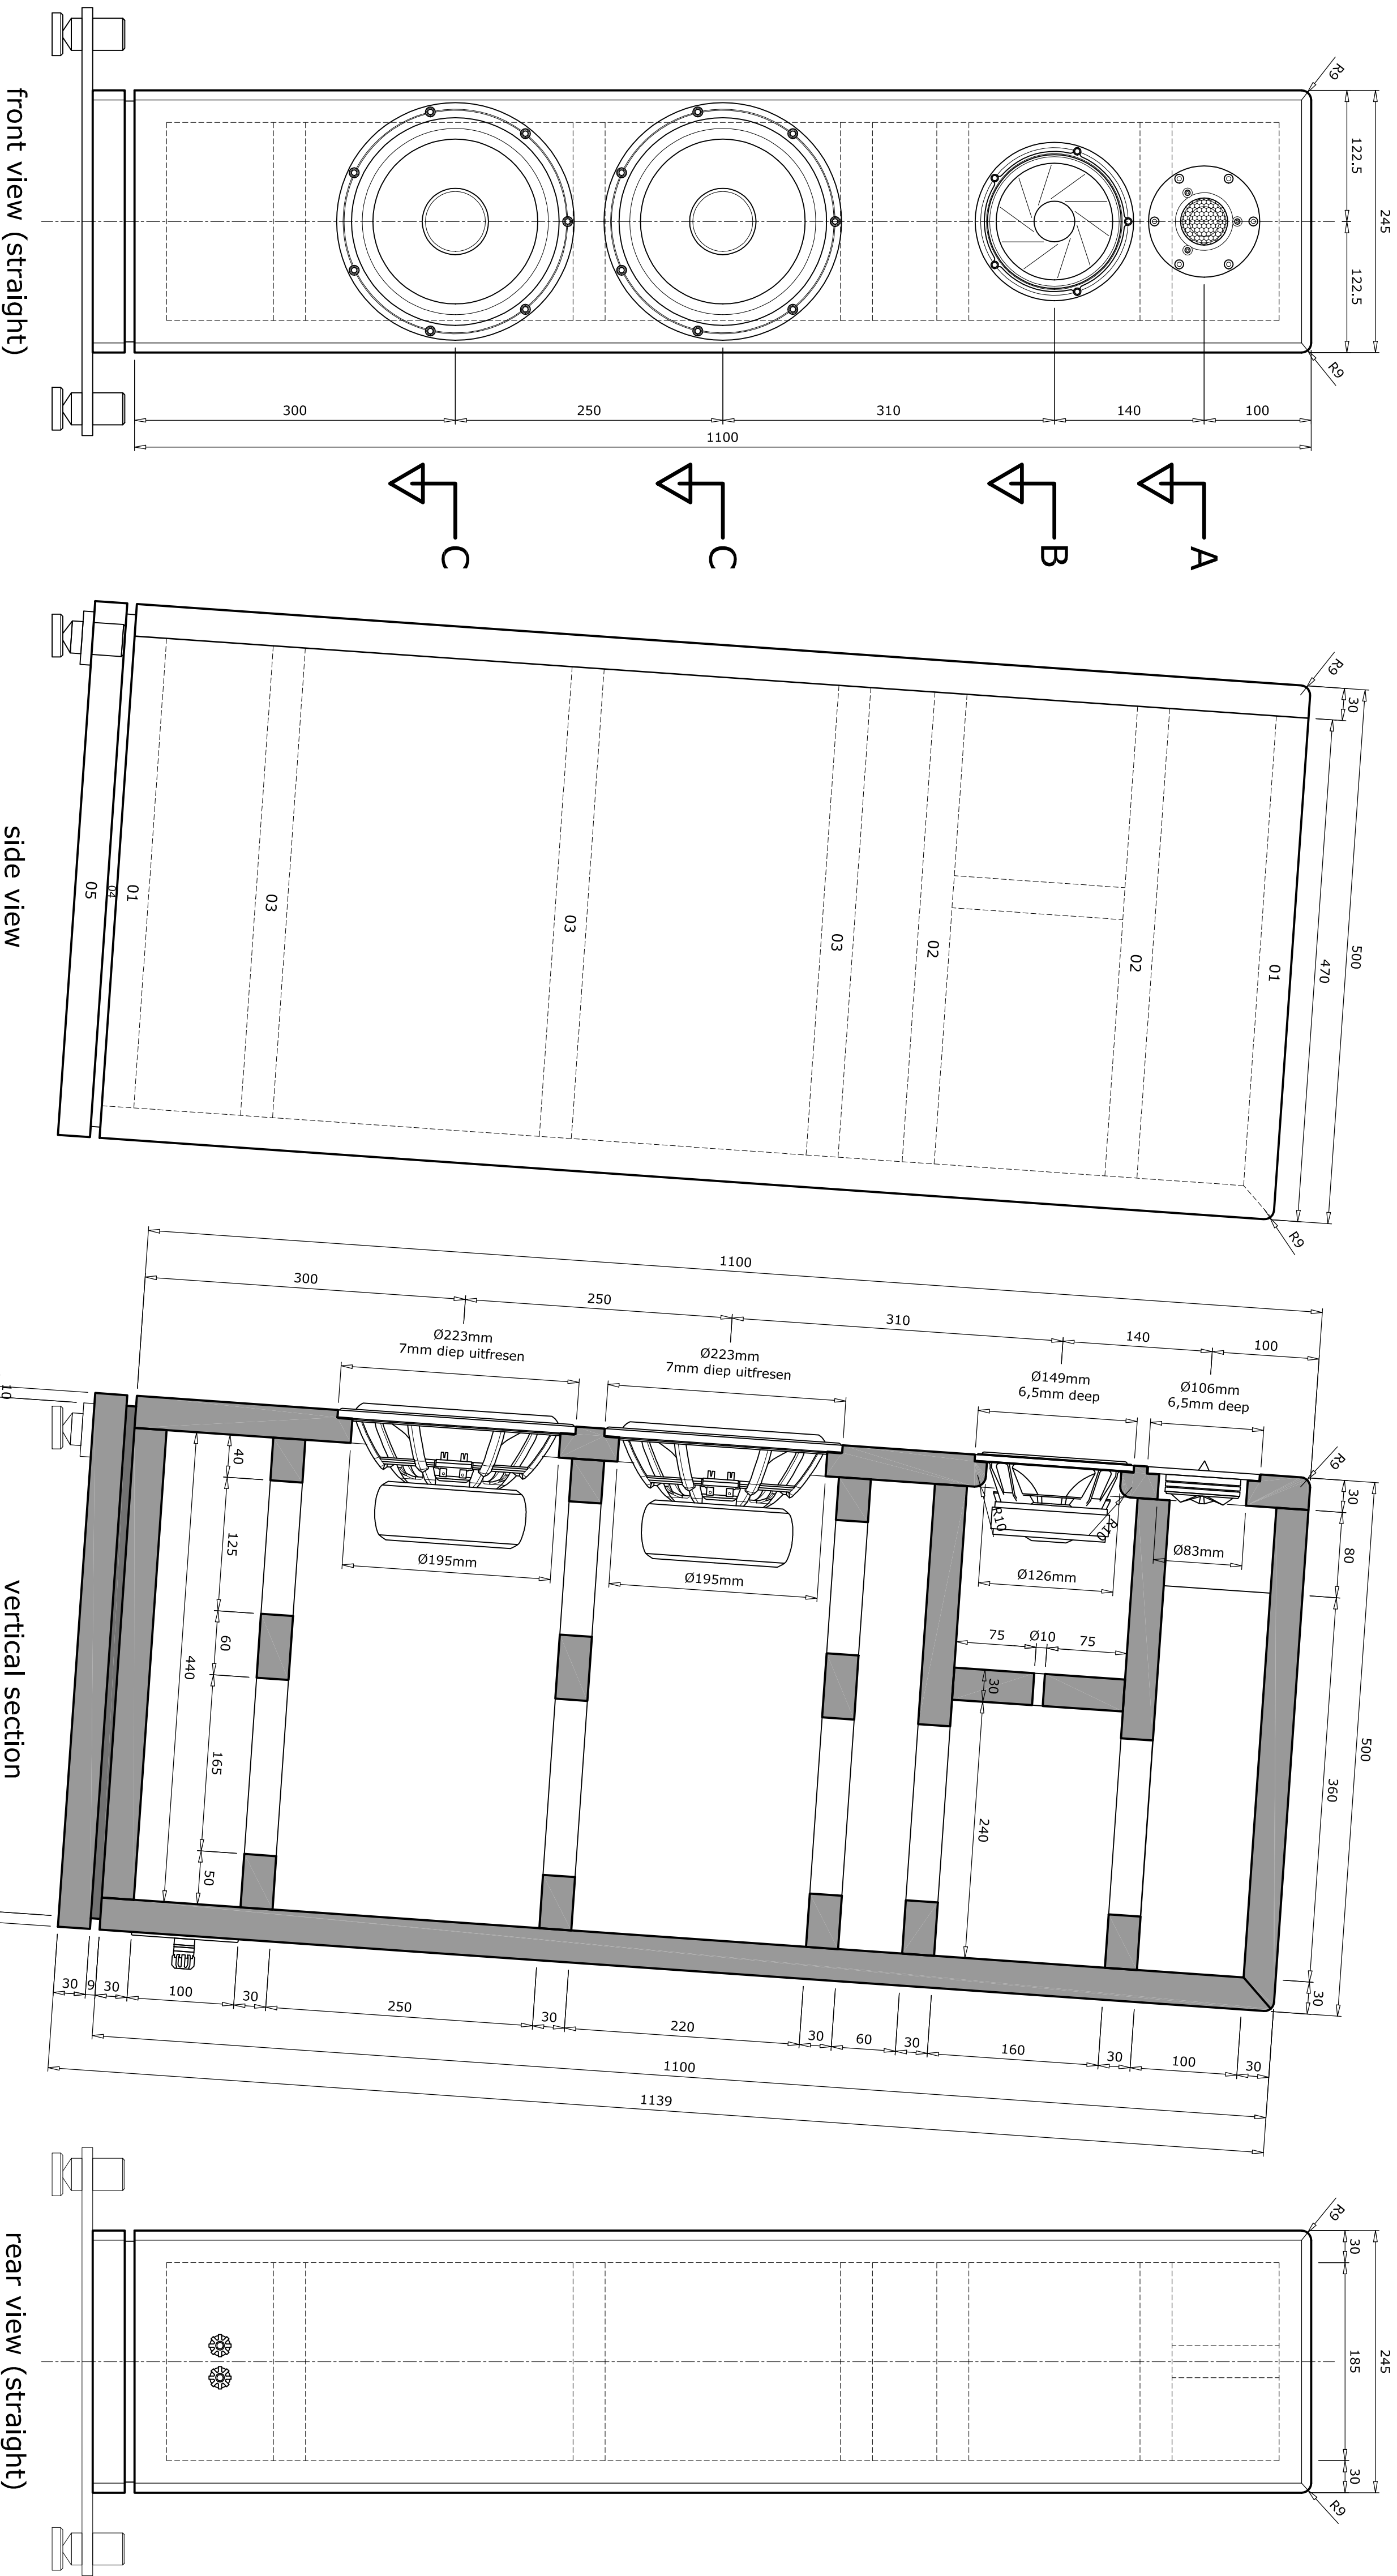 front view (straight)
R9
122.5
245
122.5
R9
300
250
310
140
100
1100
C
C
B
A
side view
R9
30
500
470
01
02
02
03
03
03
01
04
05
R9
vertical section
1100
300
250
310
140
100
Ø223mm
7mm diep uitfresen
Ø223mm
7mm diep uitfresen
Ø149mm
6,5mm deep
Ø106mm
6,5mm deep
R9
30
80
500
360
30
10
40
125
60
440
165
50
Ø195mm
Ø195mm
R10
R10
Ø126mm
Ø83mm
75
Ø10
75
30
240
30
9
30
100
30
250
30
220
30
60
30
160
30
100
30
1100
1139
rear view (straight)
R9
30
245
185
30
R9